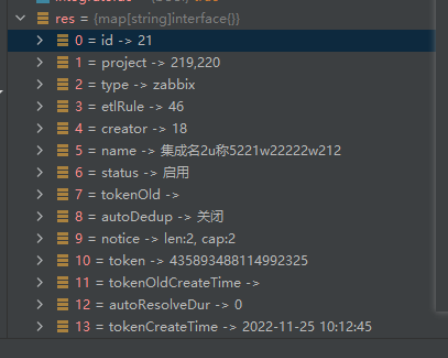 res = {map[string]interface{}}
0 = id -> 21
1 = project -> 219,220
2 = type -> zabbix
3 = etlRule -> 46
4 = creator -> 18
5 = name -> 集成名2u称5221w22222w212
6 = status -> 启用
7 = tokenOld ->
8 = autoDedup -> 关闭
9 = notice -> len:2, cap:2
10 = token -> 435893488114992325
11 = tokenOldCreateTime ->
12 = autoResolveDur -> 0
13 = tokenCreateTime -> 2022-11-25 10:12:45